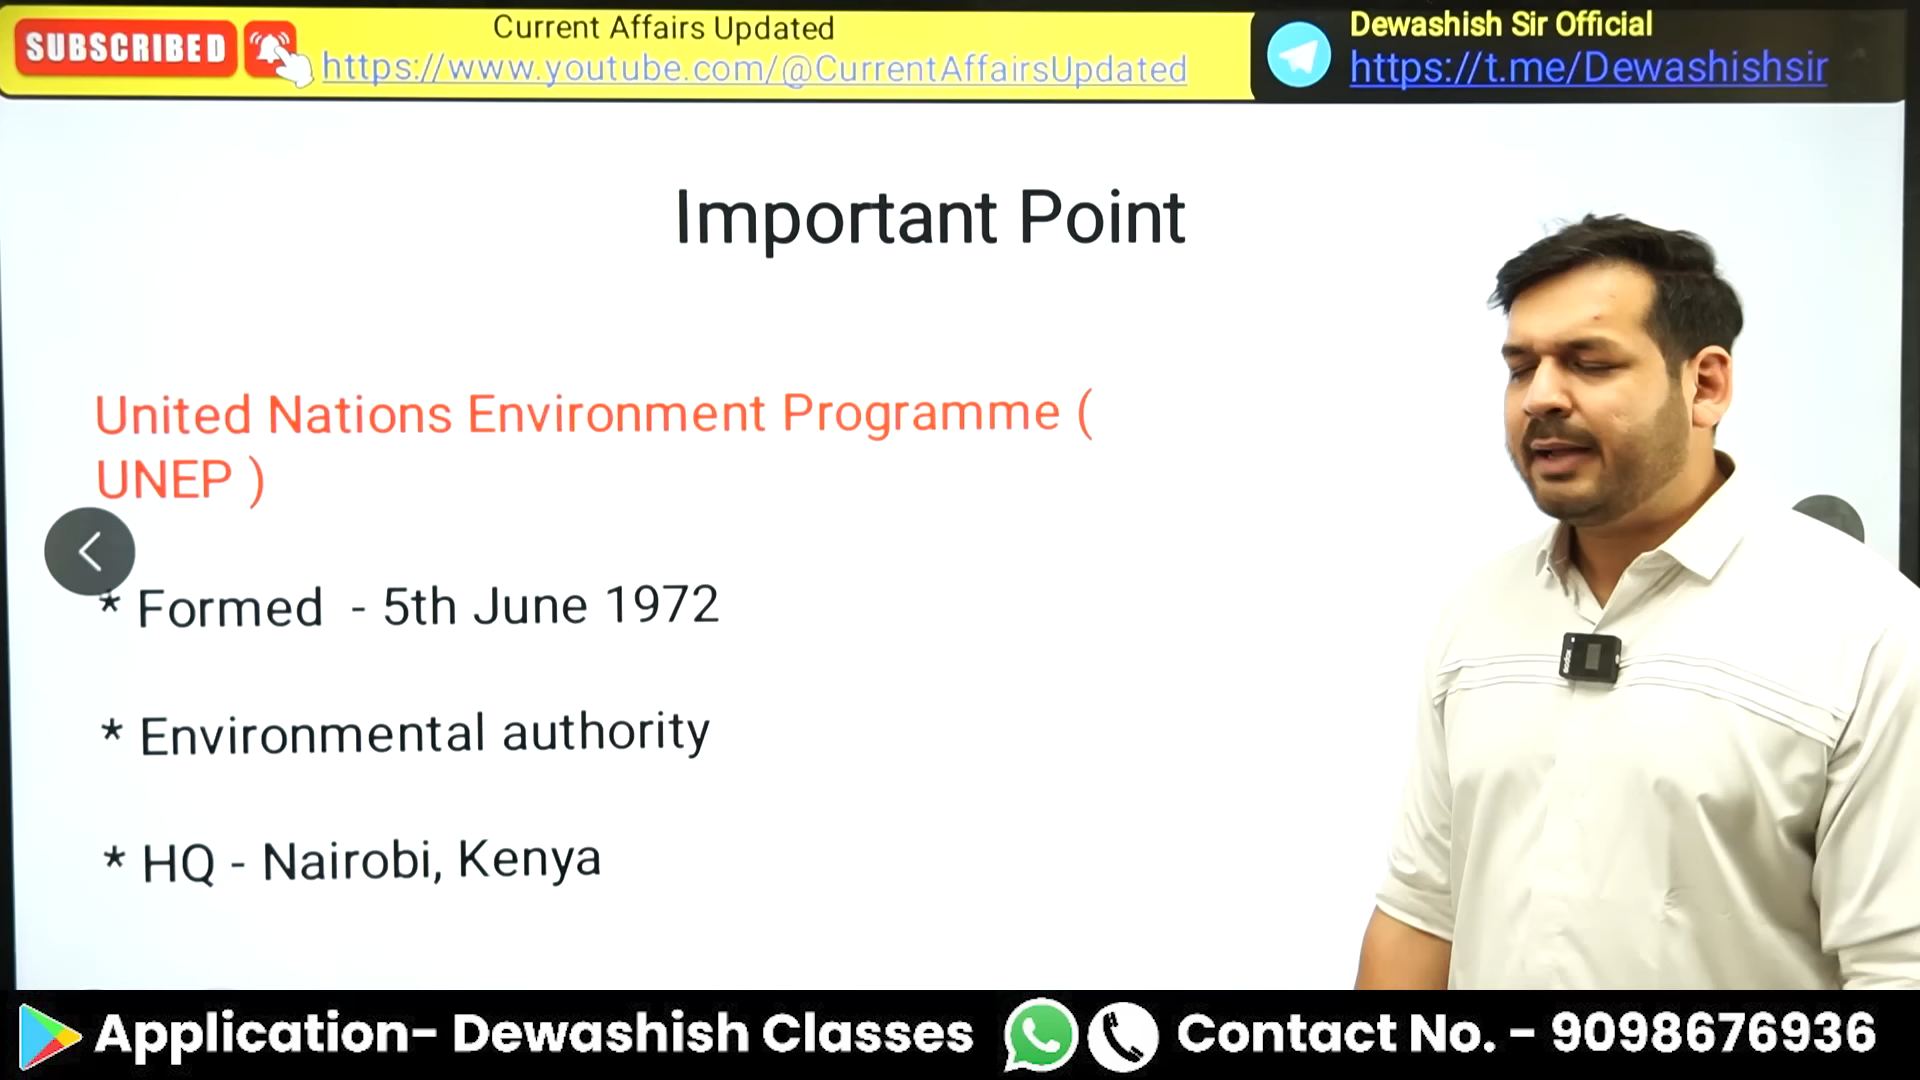 SUBSCRIBED
Current Affairs Updated
https://www.youtube.com/@CurrentAffairsUpdated
Dewashish Sir Official
https://t.me/Dewashishsir
Important Point
United Nations Environment Programme (
UNEP )
* Formed - 5th June 1972
* Environmental authority
* HQ - Nairobi, Kenya
Application- Dewashish Classes
Contact No. - 9098676936